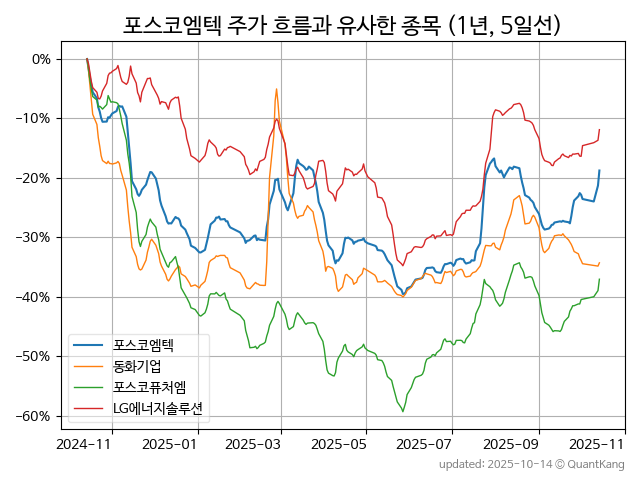 포스코엠텍 주가 흐름과 유사한 종목 (1년, 5일선)
0%
−10%
−20%
−30%
−40%
−50%
−60%
포스코엠텍
동화기업
포스코퓨처엠
LG에너지솔루션
2024-11 2025-01 2025-03 2025-05 2025-07 2025-09 2025-11
updated: 2025-10-14 © QuantKang